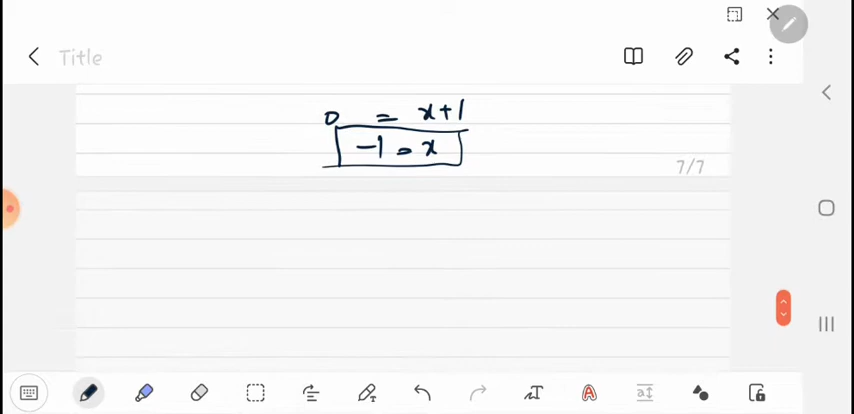 Title
0 = x+1
-1 = x
7/7